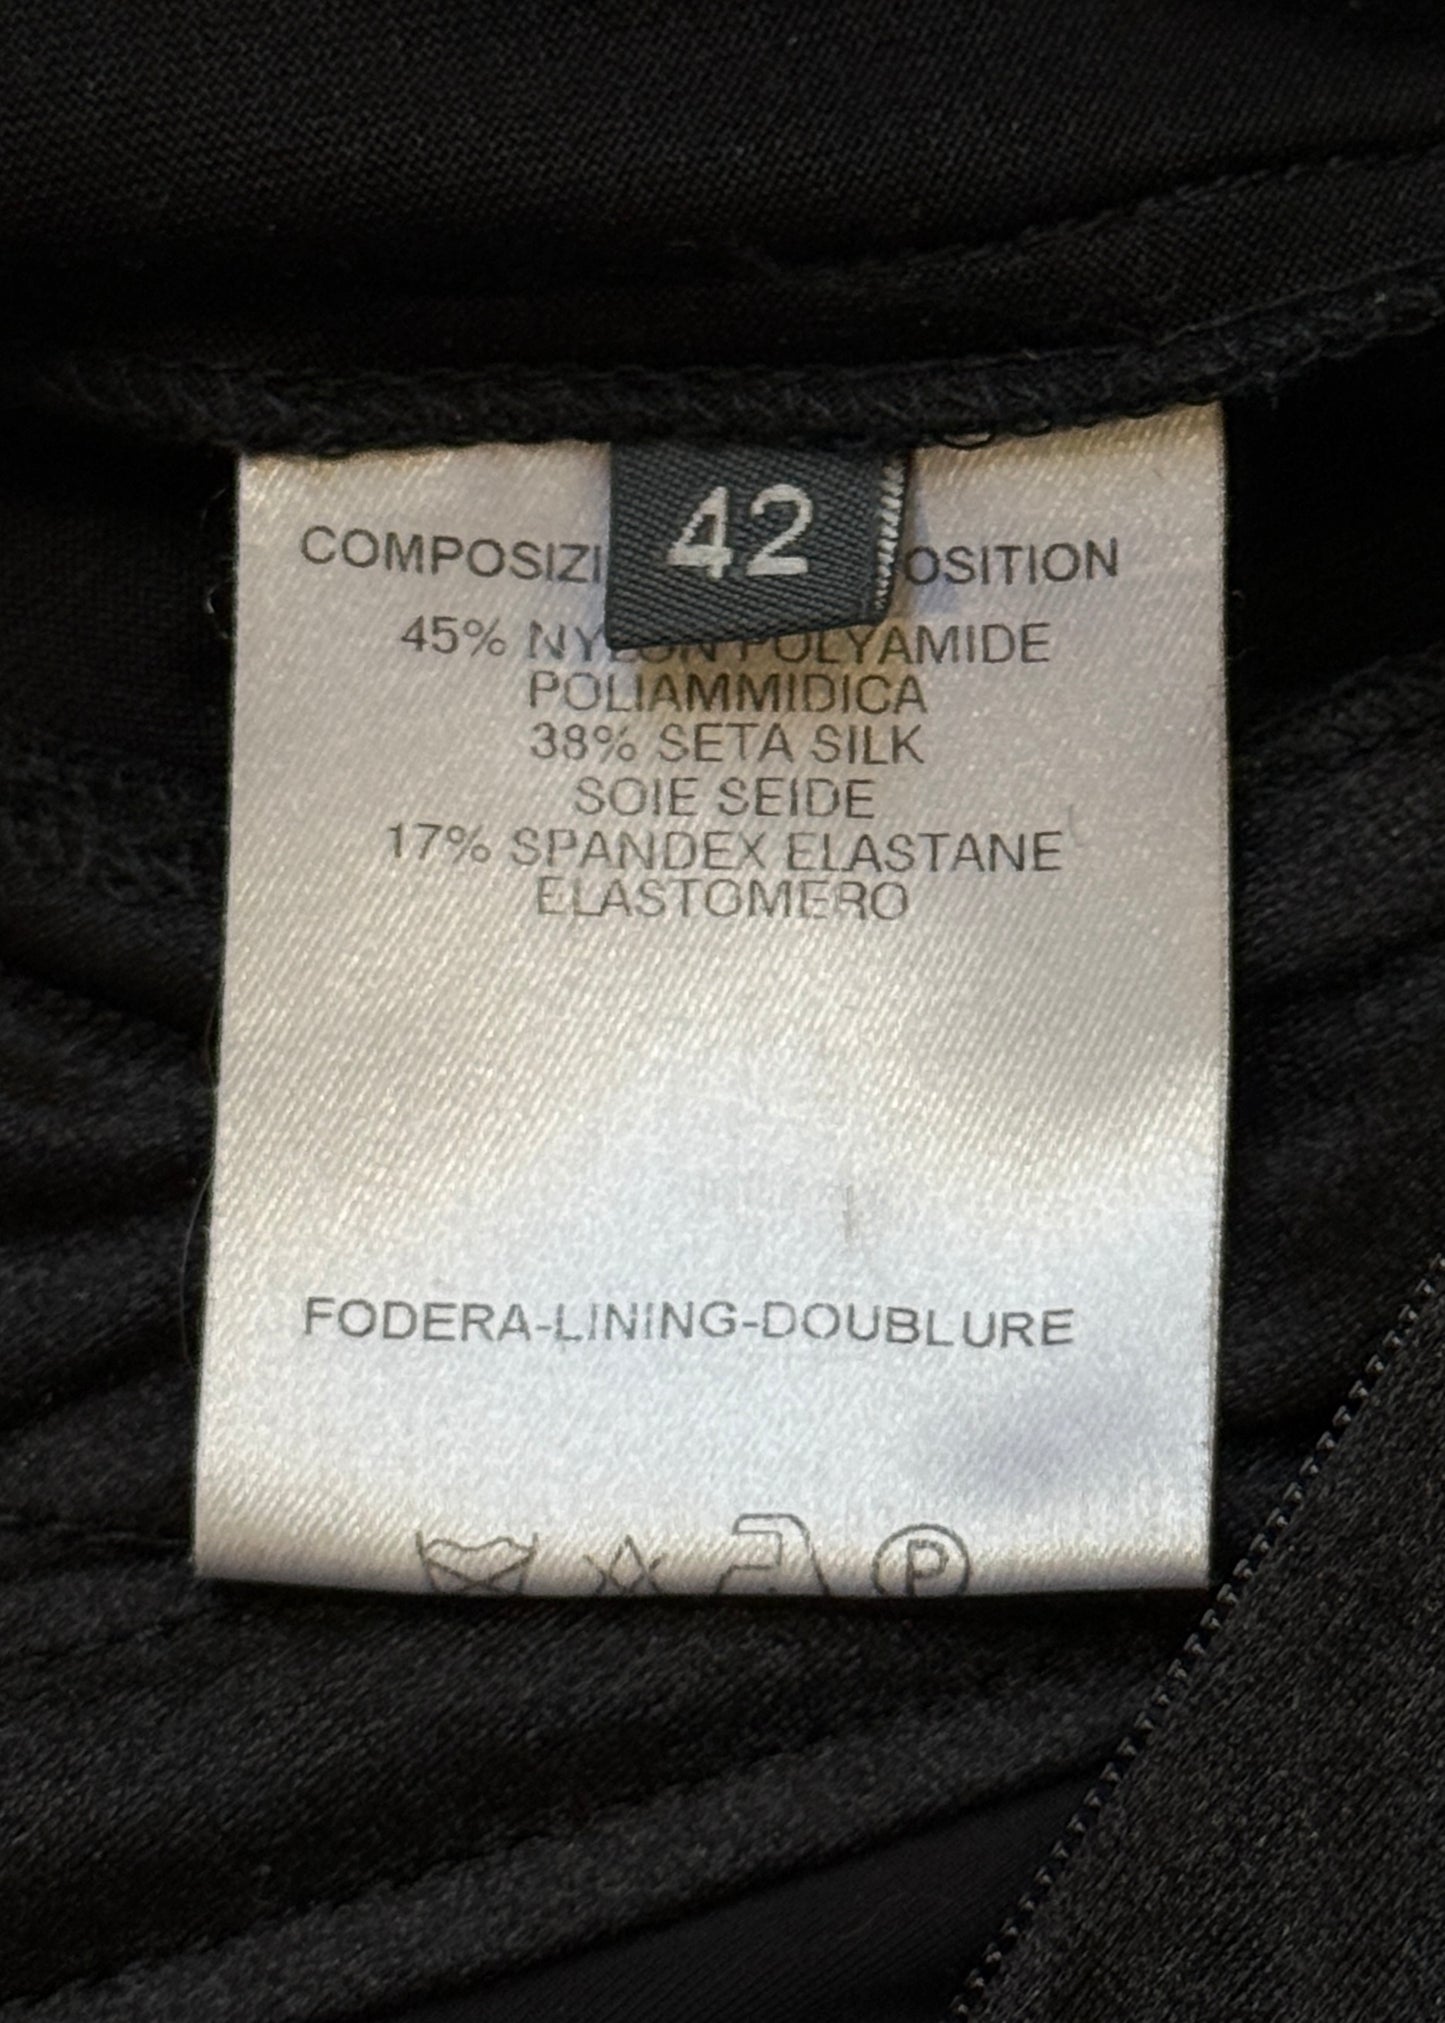 42
COMPOSIZI OSITION
45% NYLON POLYAMIDE
POLIAMMIDICA
38% SETA SILK
SOIE SEIDE
17% SPANDEX ELASTANE
ELASTOMERO
FODERA-LINING-DOUBLURE
P